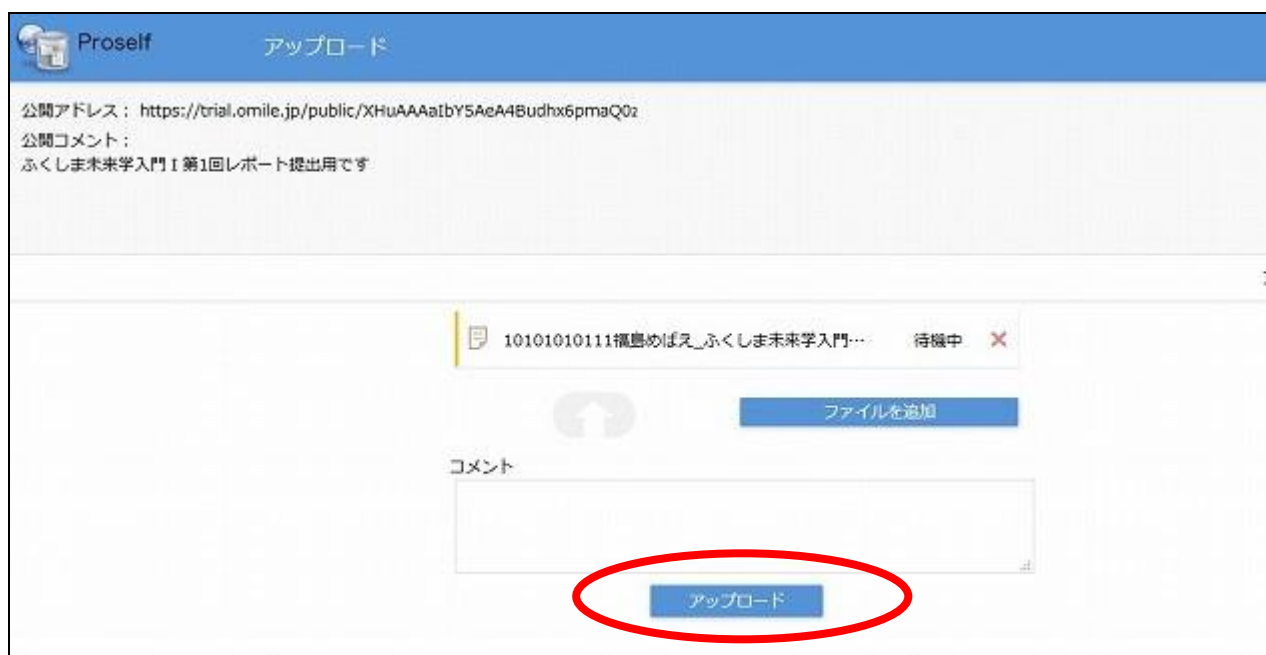 Proself
アップロード
公開アドレス： https://trial.omile.jp/public/XHuAAAaIbY5AeA4Budhx6pmaQ0z
公開コメント：
ふくしま未来学入門Ⅰ第1回レポート提出用です
10101010111福島めばえ_ふくしま未来学入門… 待機中
ファイルを追加
コメント
アップロード